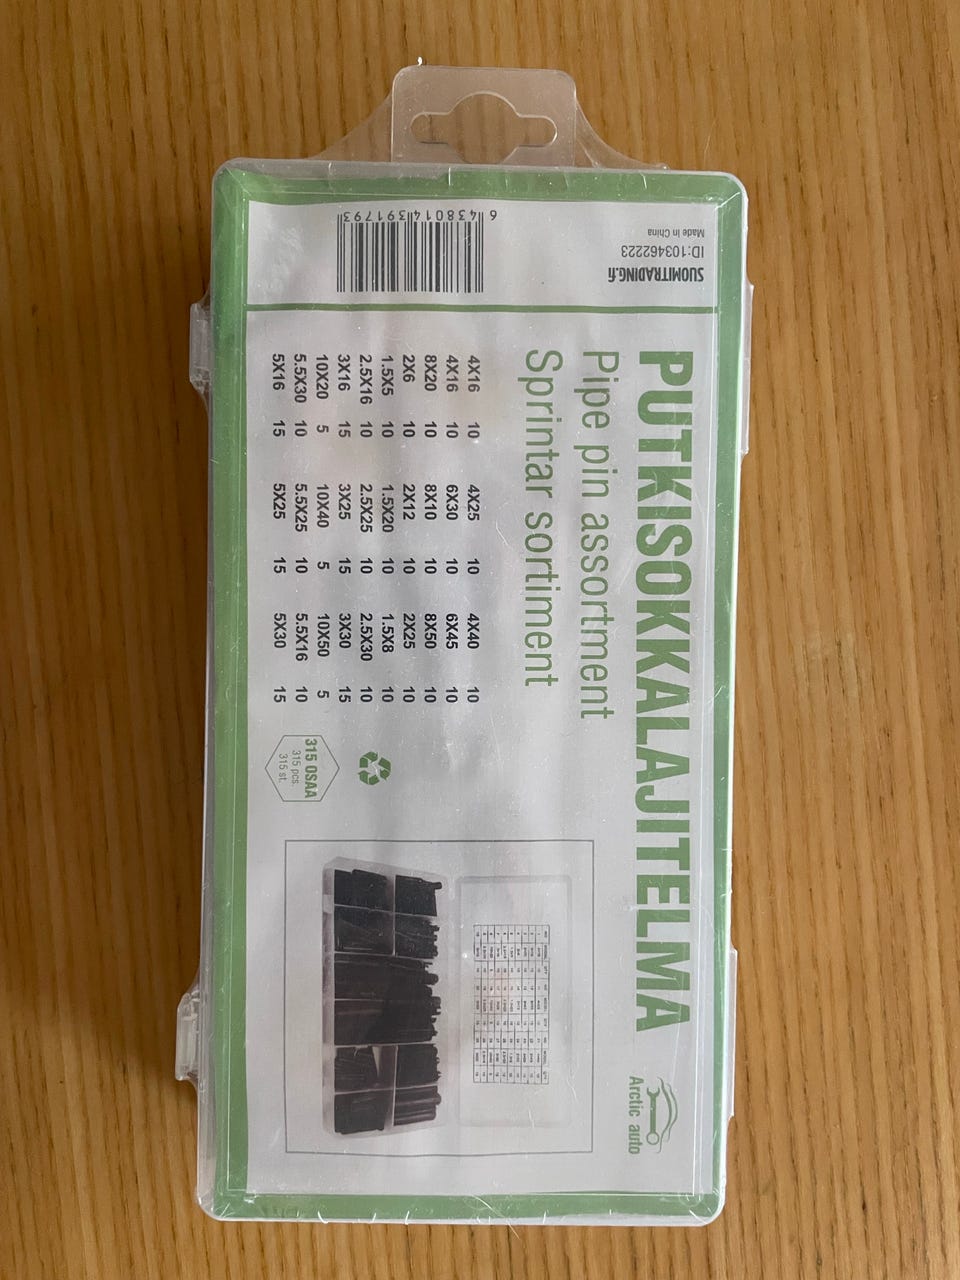 PUTKISOKKALAJITELMA
Pipe pin assortment
Sprintar sortiment
4X16 10 4X25 10 4X40 10
4X16 10 6X30 10 6X45 10
8X20 10 8X10 10 8X50 10
2X6 10 2X12 10 2X25 10
1.5X5 10 1.5X20 10 1.5X8 10
2.5X16 10 2.5X25 10 2.5X30 10
3X16 15 3X25 15 3X30 15
10X20 5 10X40 5 10X50 5
5.5X30 10 5.5X25 10 5.5X16 10
5X16 15 5X25 15 5X30 15
315 OSAA
315 pcs.
315 st.
Arctic auto
SUOMITRADING.fi
ID:103462223
Made in China
6 438014 391793